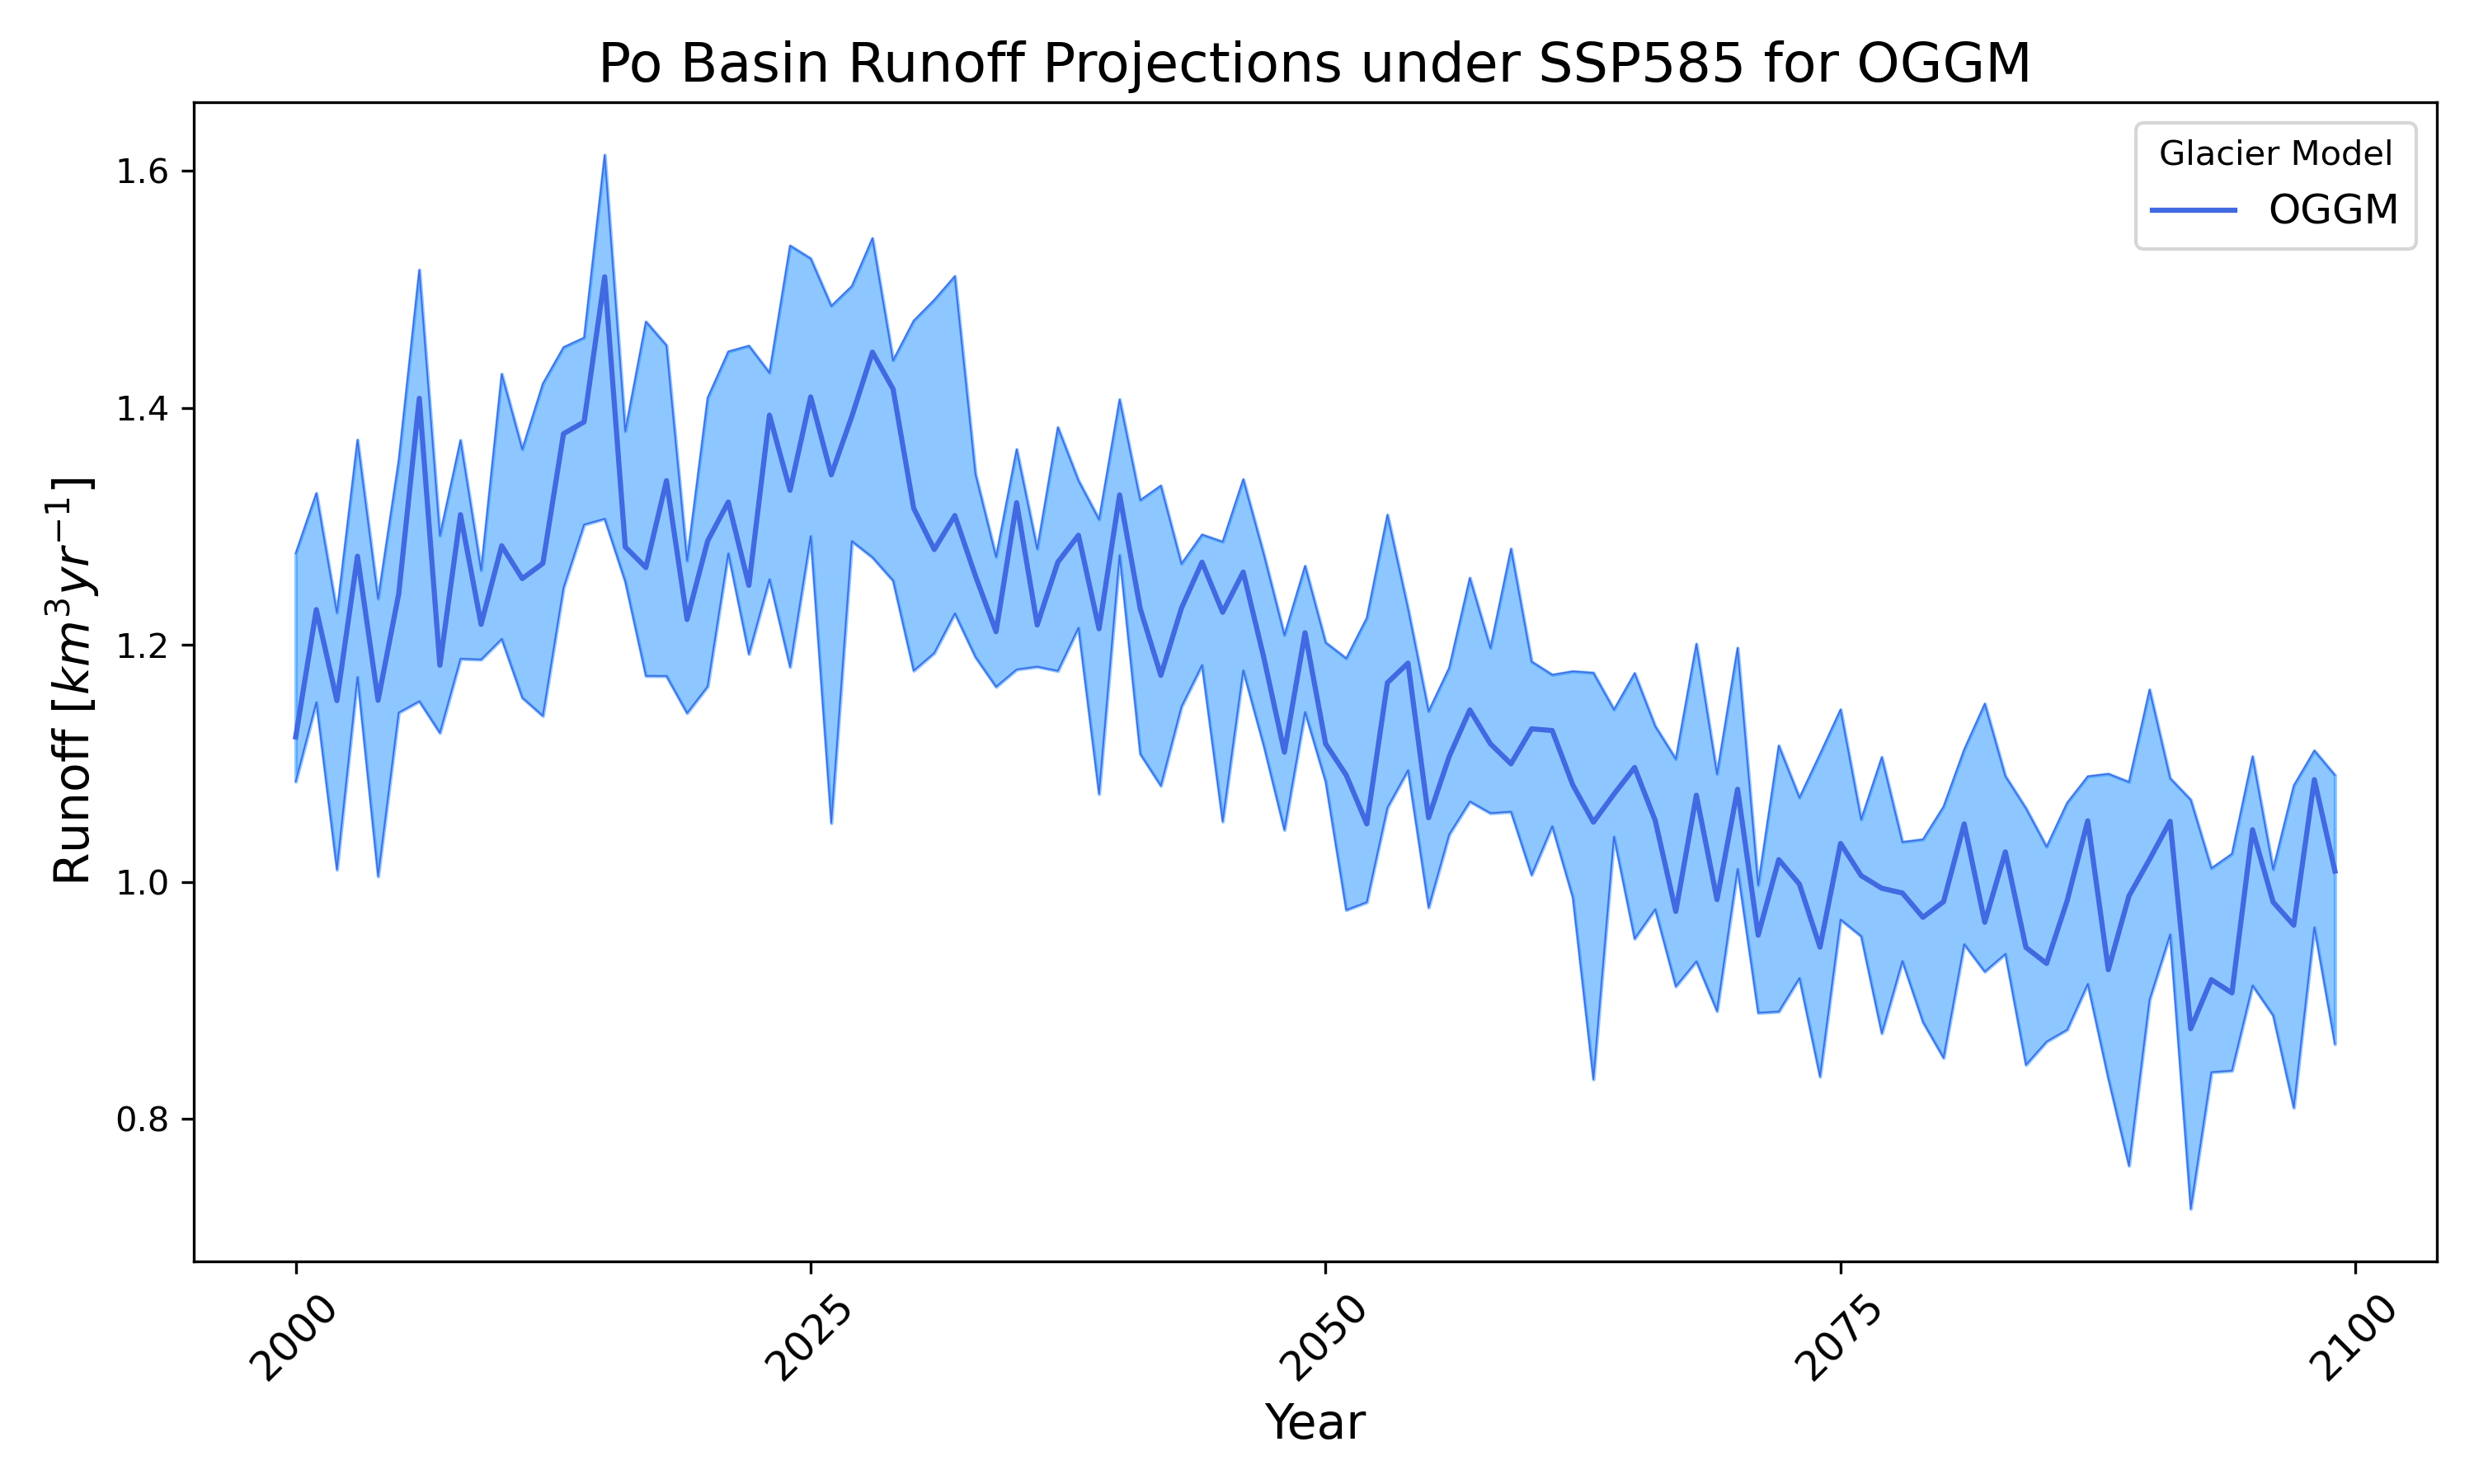 Po Basin Runoff Projections under SSP585 for OGGM
Glacier Model
OGGM
Runoff [km³yr⁻¹]
1.6
1.4
1.2
1.0
0.8
2000
2025
2050
2075
2100
Year